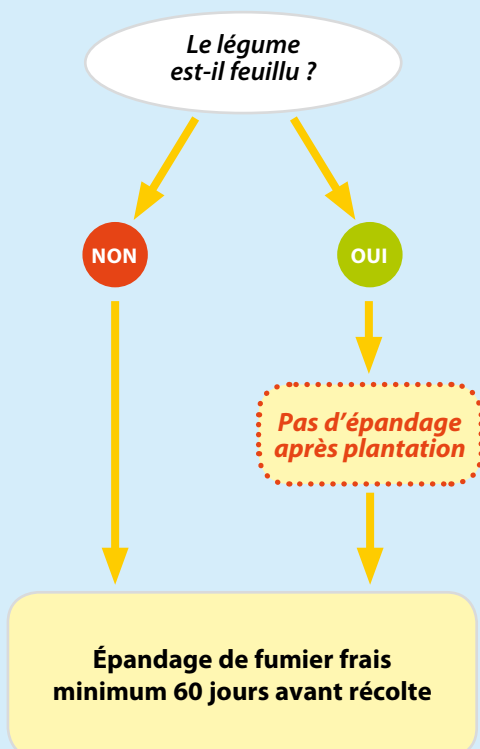 Le légume
est-il feuillu ?
NON
OUI
Pas d'épandage
après plantation
Épandage de fumier frais
minimum 60 jours avant récolte